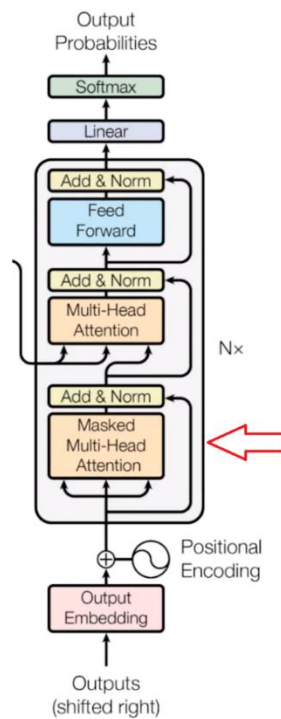 Output
Probabilities
Softmax
Linear
Add & Norm
Feed
Forward
Add & Norm
Multi-Head
Attention
N×
Add & Norm
Masked
Multi-Head
Attention
Positional
Encoding
Output
Embedding
Outputs
(shifted right)